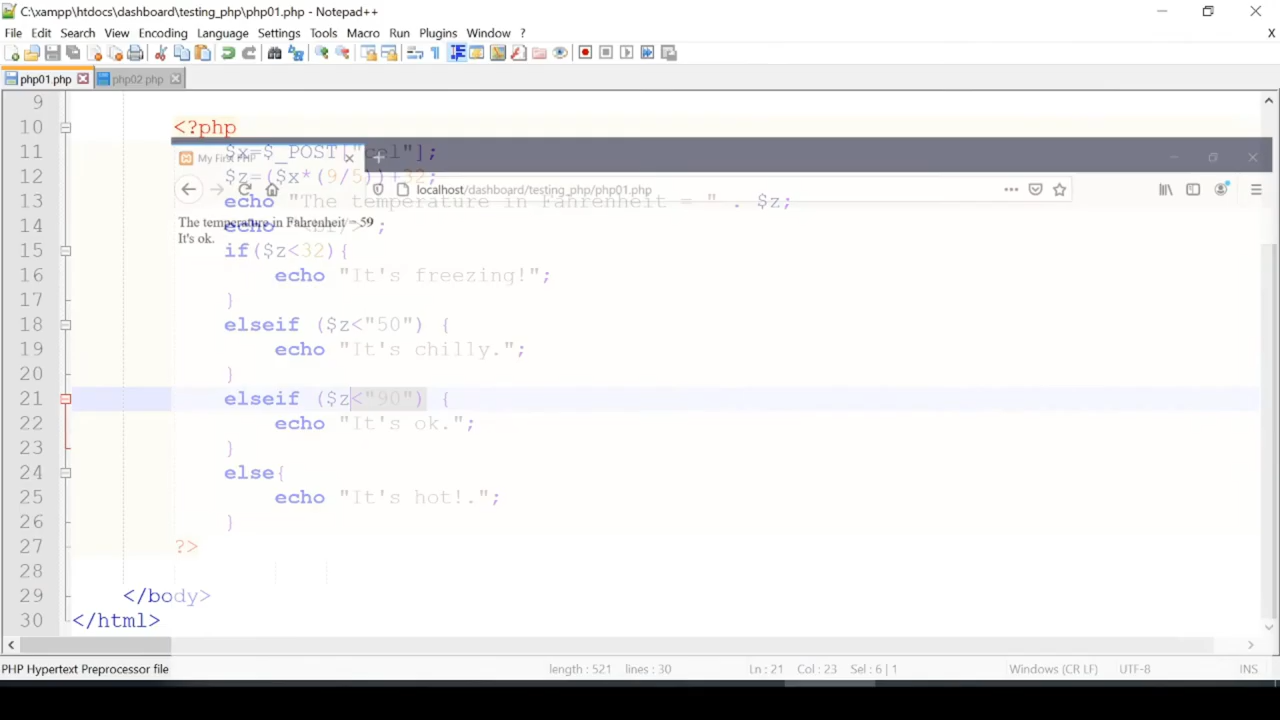 C:\xampp\htdocs\dashboard\testing_php\php01.php - Notepad++
File Edit Search View Encoding Language Settings Tools Macro Run Plugins Window ? X
php01.php php02.php
9
10 <?php
11 $x=$_POST["cel"];
My First PHP
12 $z=($x*(9/5))+32;
localhost/dashboard/testing_php/php01.php
13 echo "The temperature in Fahrenheit = " . $z;
The temperature in Fahrenheit = 59
14 echo ;
It's ok.
15 if($z<32){
16 echo "It's freezing!";
17 }
18 elseif ($z<"50") {
19 echo "It's chilly.";
20 }
21 elseif ($z<"90") {
22 echo "It's ok.";
23 }
24 else{
25 echo "It's hot!.";
26 }
27 ?>
28
29 </body>
30 </html>
PHP Hypertext Preprocessor file length : 521 lines : 30 Ln : 21 Col : 23 Sel : 6 | 1 Windows (CR LF) UTF-8 INS